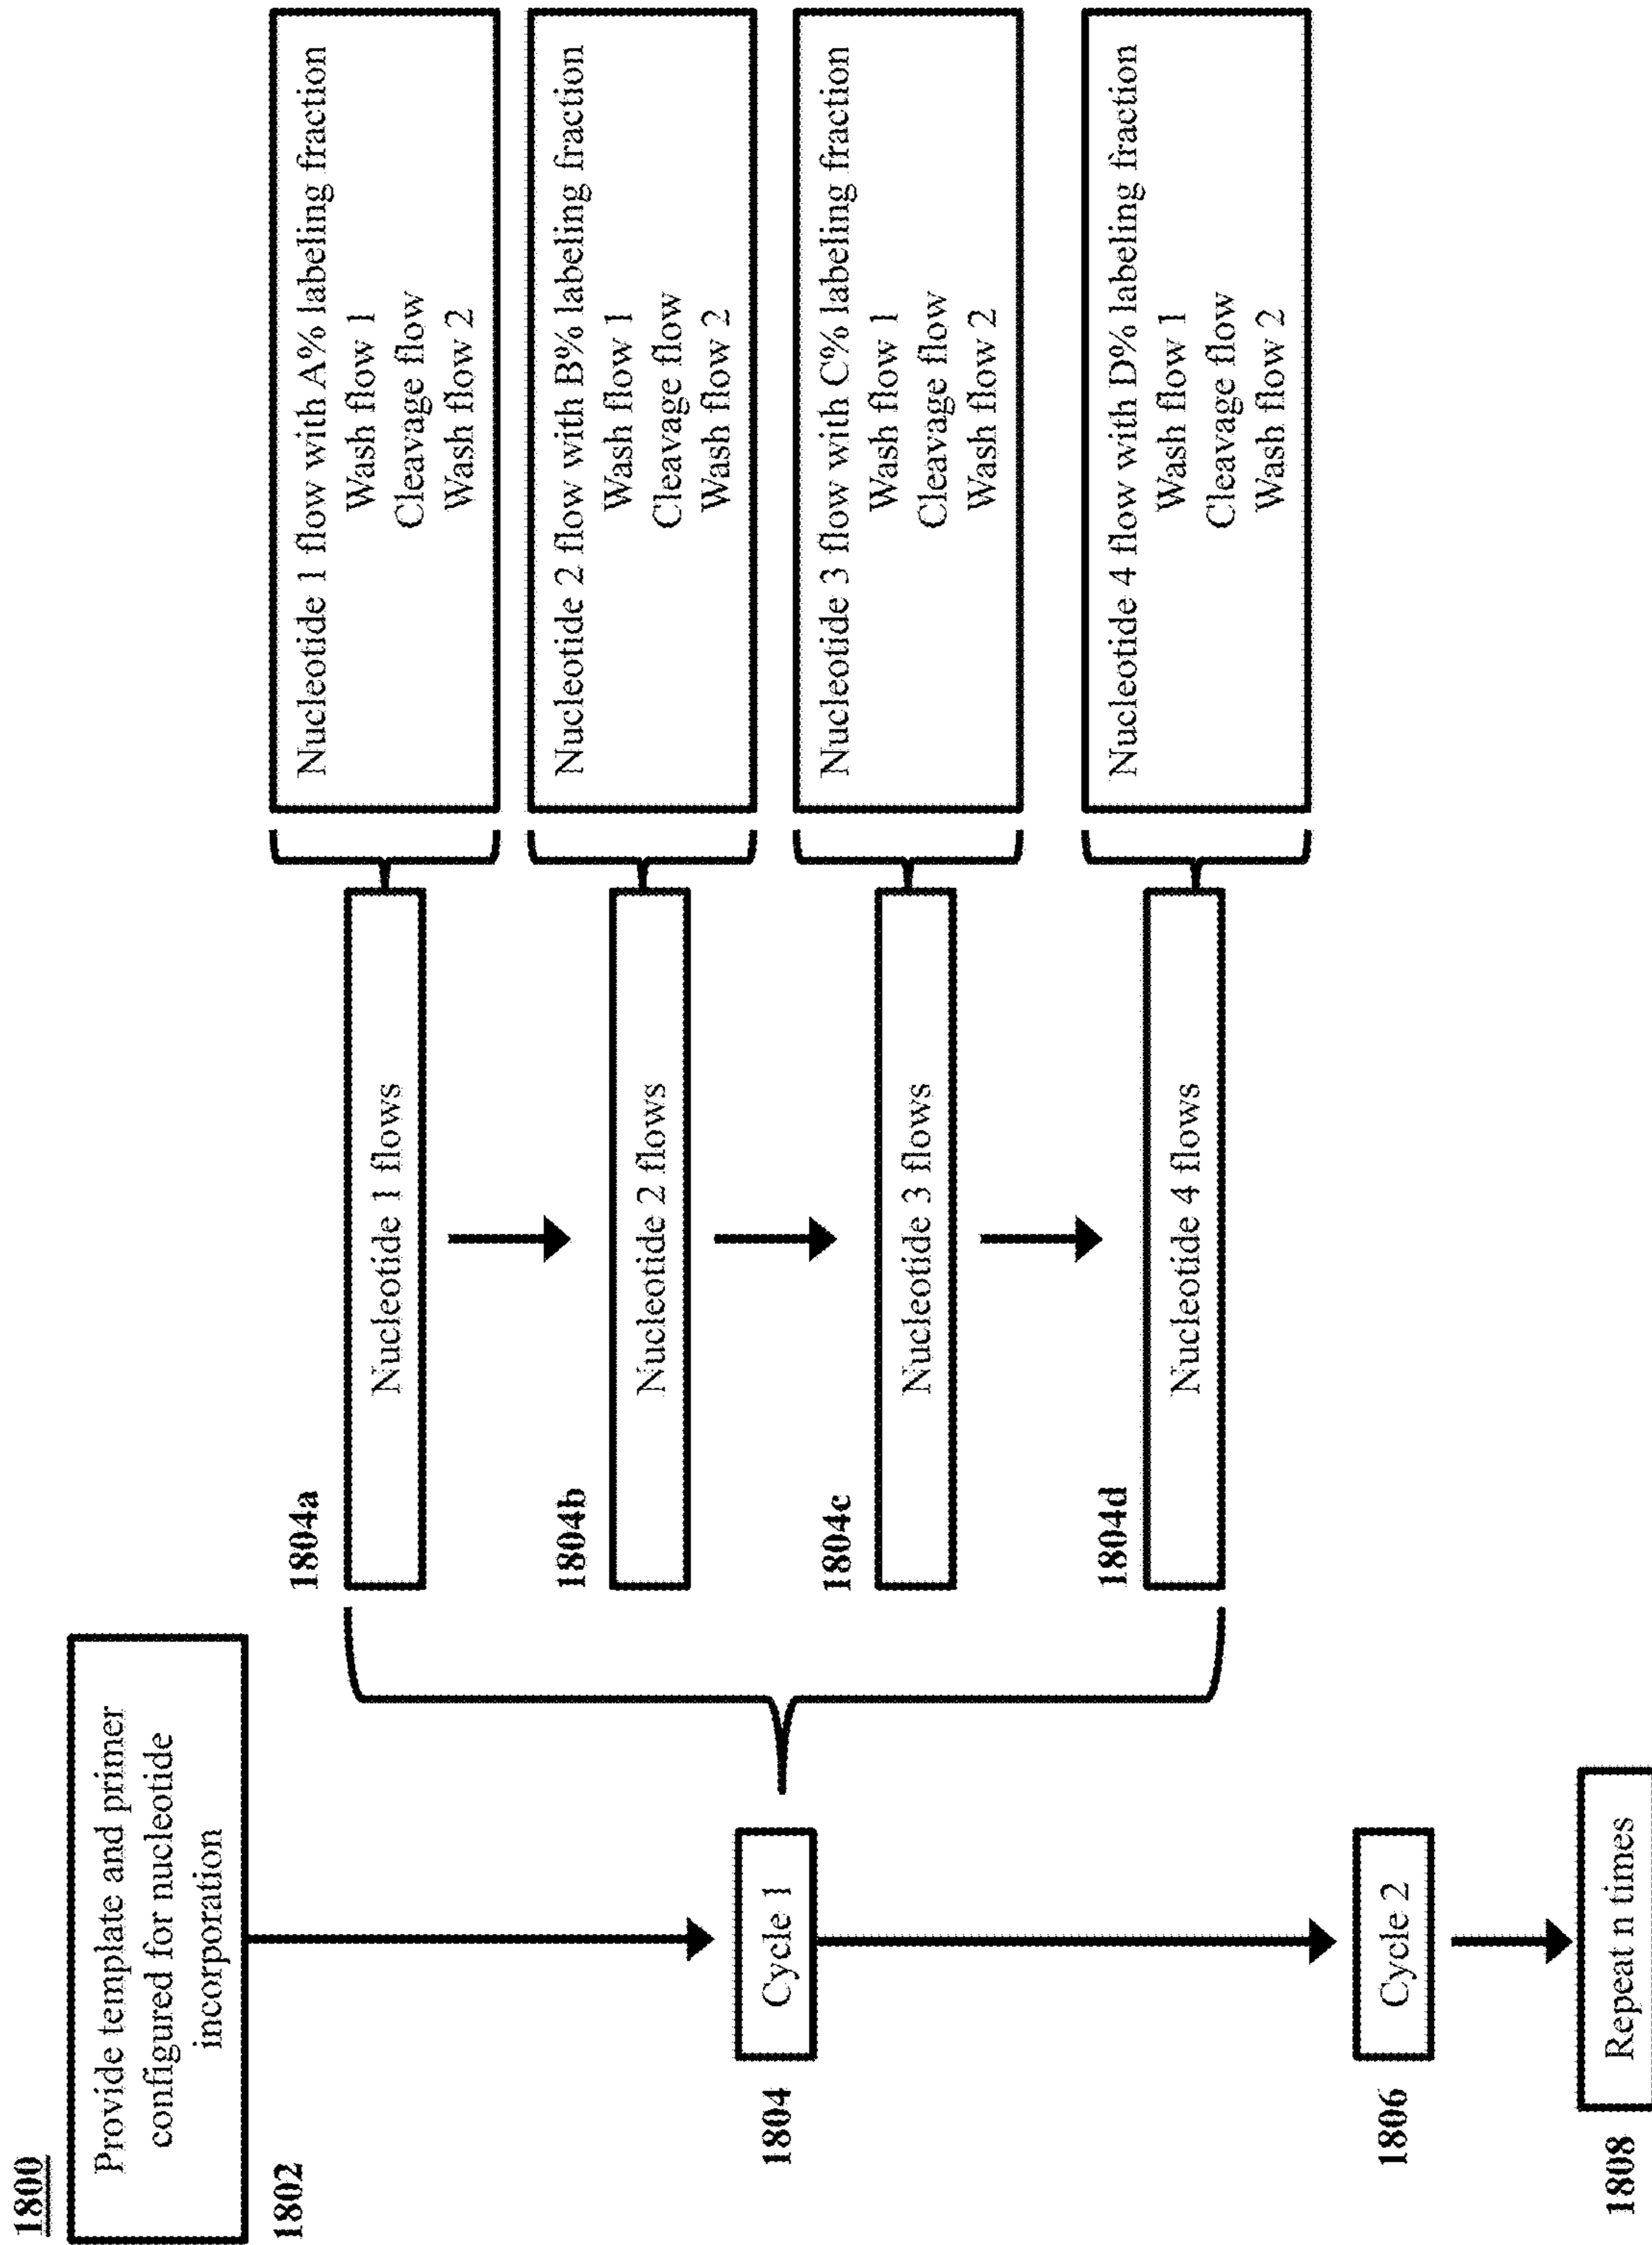 1800
Provide template and primer
configured for nucleotide
incorporation
1802
1804a
Nucleotide 1 flows
Nucleotide 1 flow with A% labeling fraction
Wash flow 1
Cleavage flow
Wash flow 2
1804b
Nucleotide 2 flows
Nucleotide 2 flow with B% labeling fraction
Wash flow 1
Cleavage flow
Wash flow 2
1804
Cycle 1
1804c
Nucleotide 3 flows
Nucleotide 3 flow with C% labeling fraction
Wash flow 1
Cleavage flow
Wash flow 2
1804d
Nucleotide 4 flows
Nucleotide 4 flow with D% labeling fraction
Wash flow 1
Cleavage flow
Wash flow 2
1806
Cycle 2
1808
Repeat n times